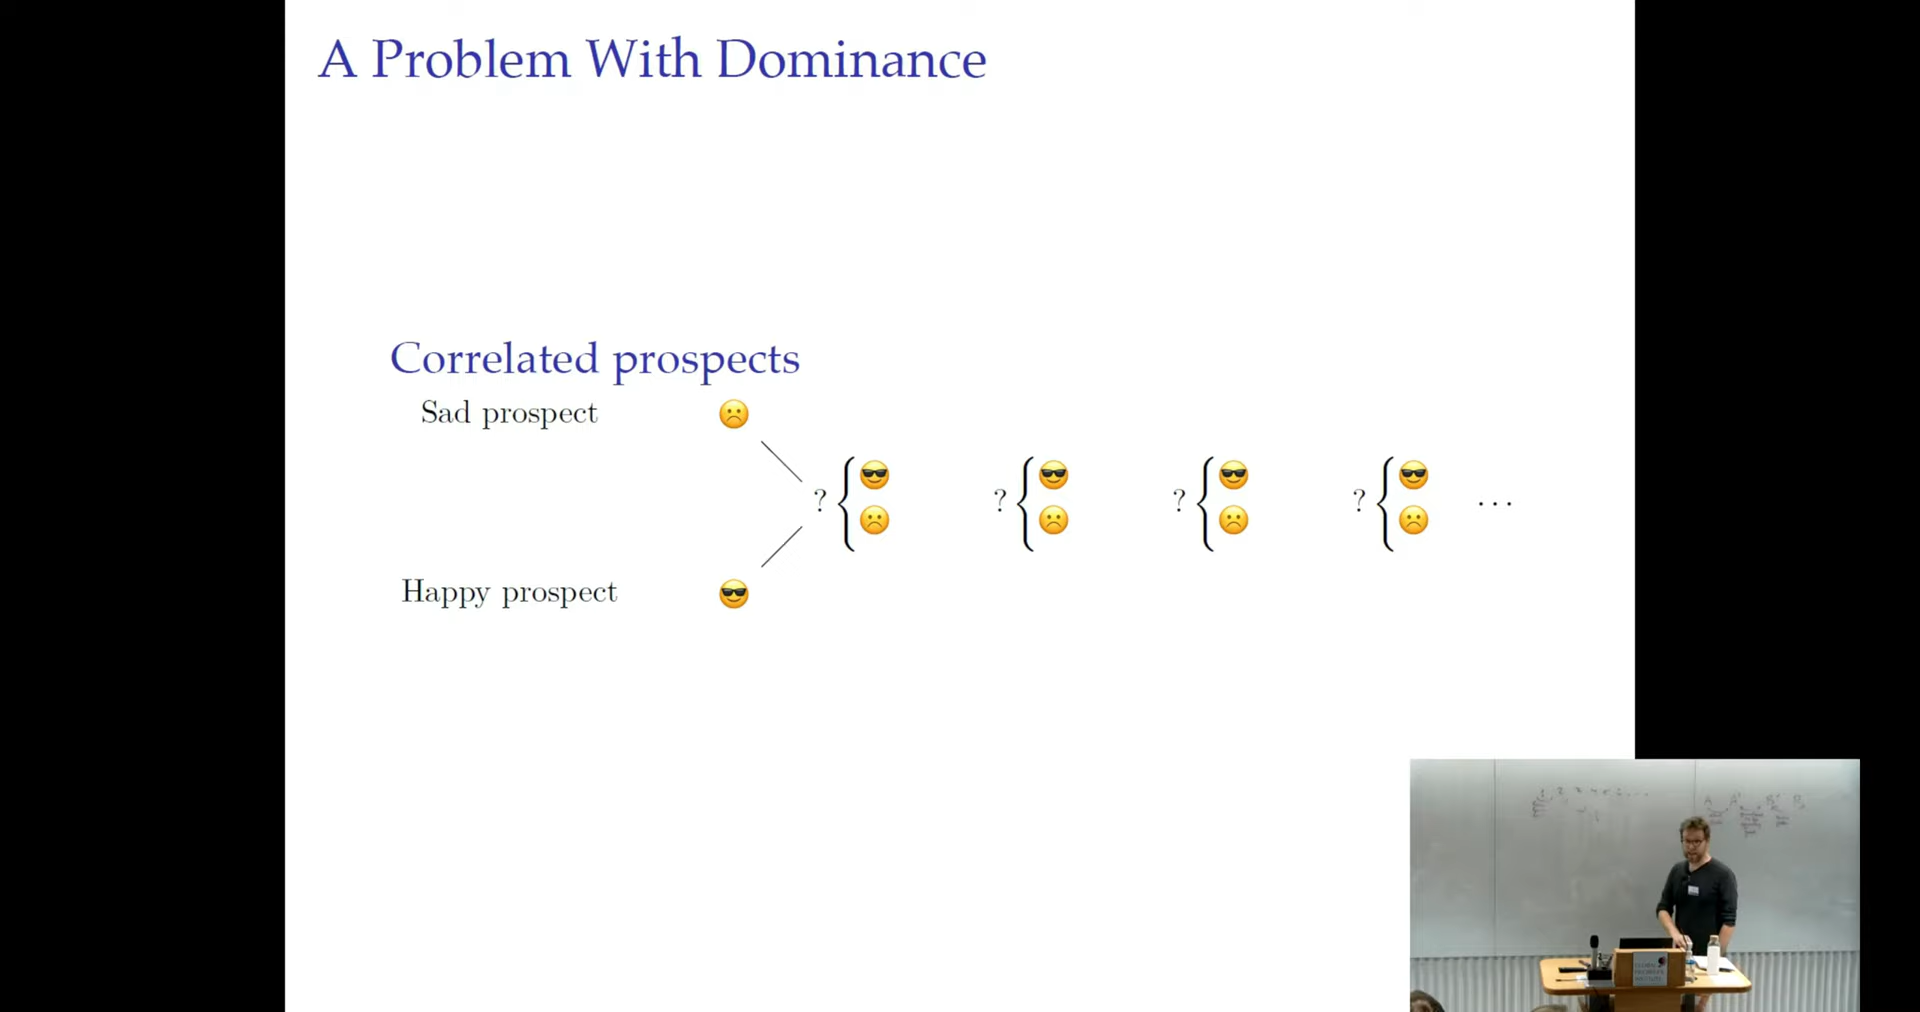 A Problem With Dominance
Correlated prospects
Sad prospect
? { ? { ? { ? { ...
Happy prospect